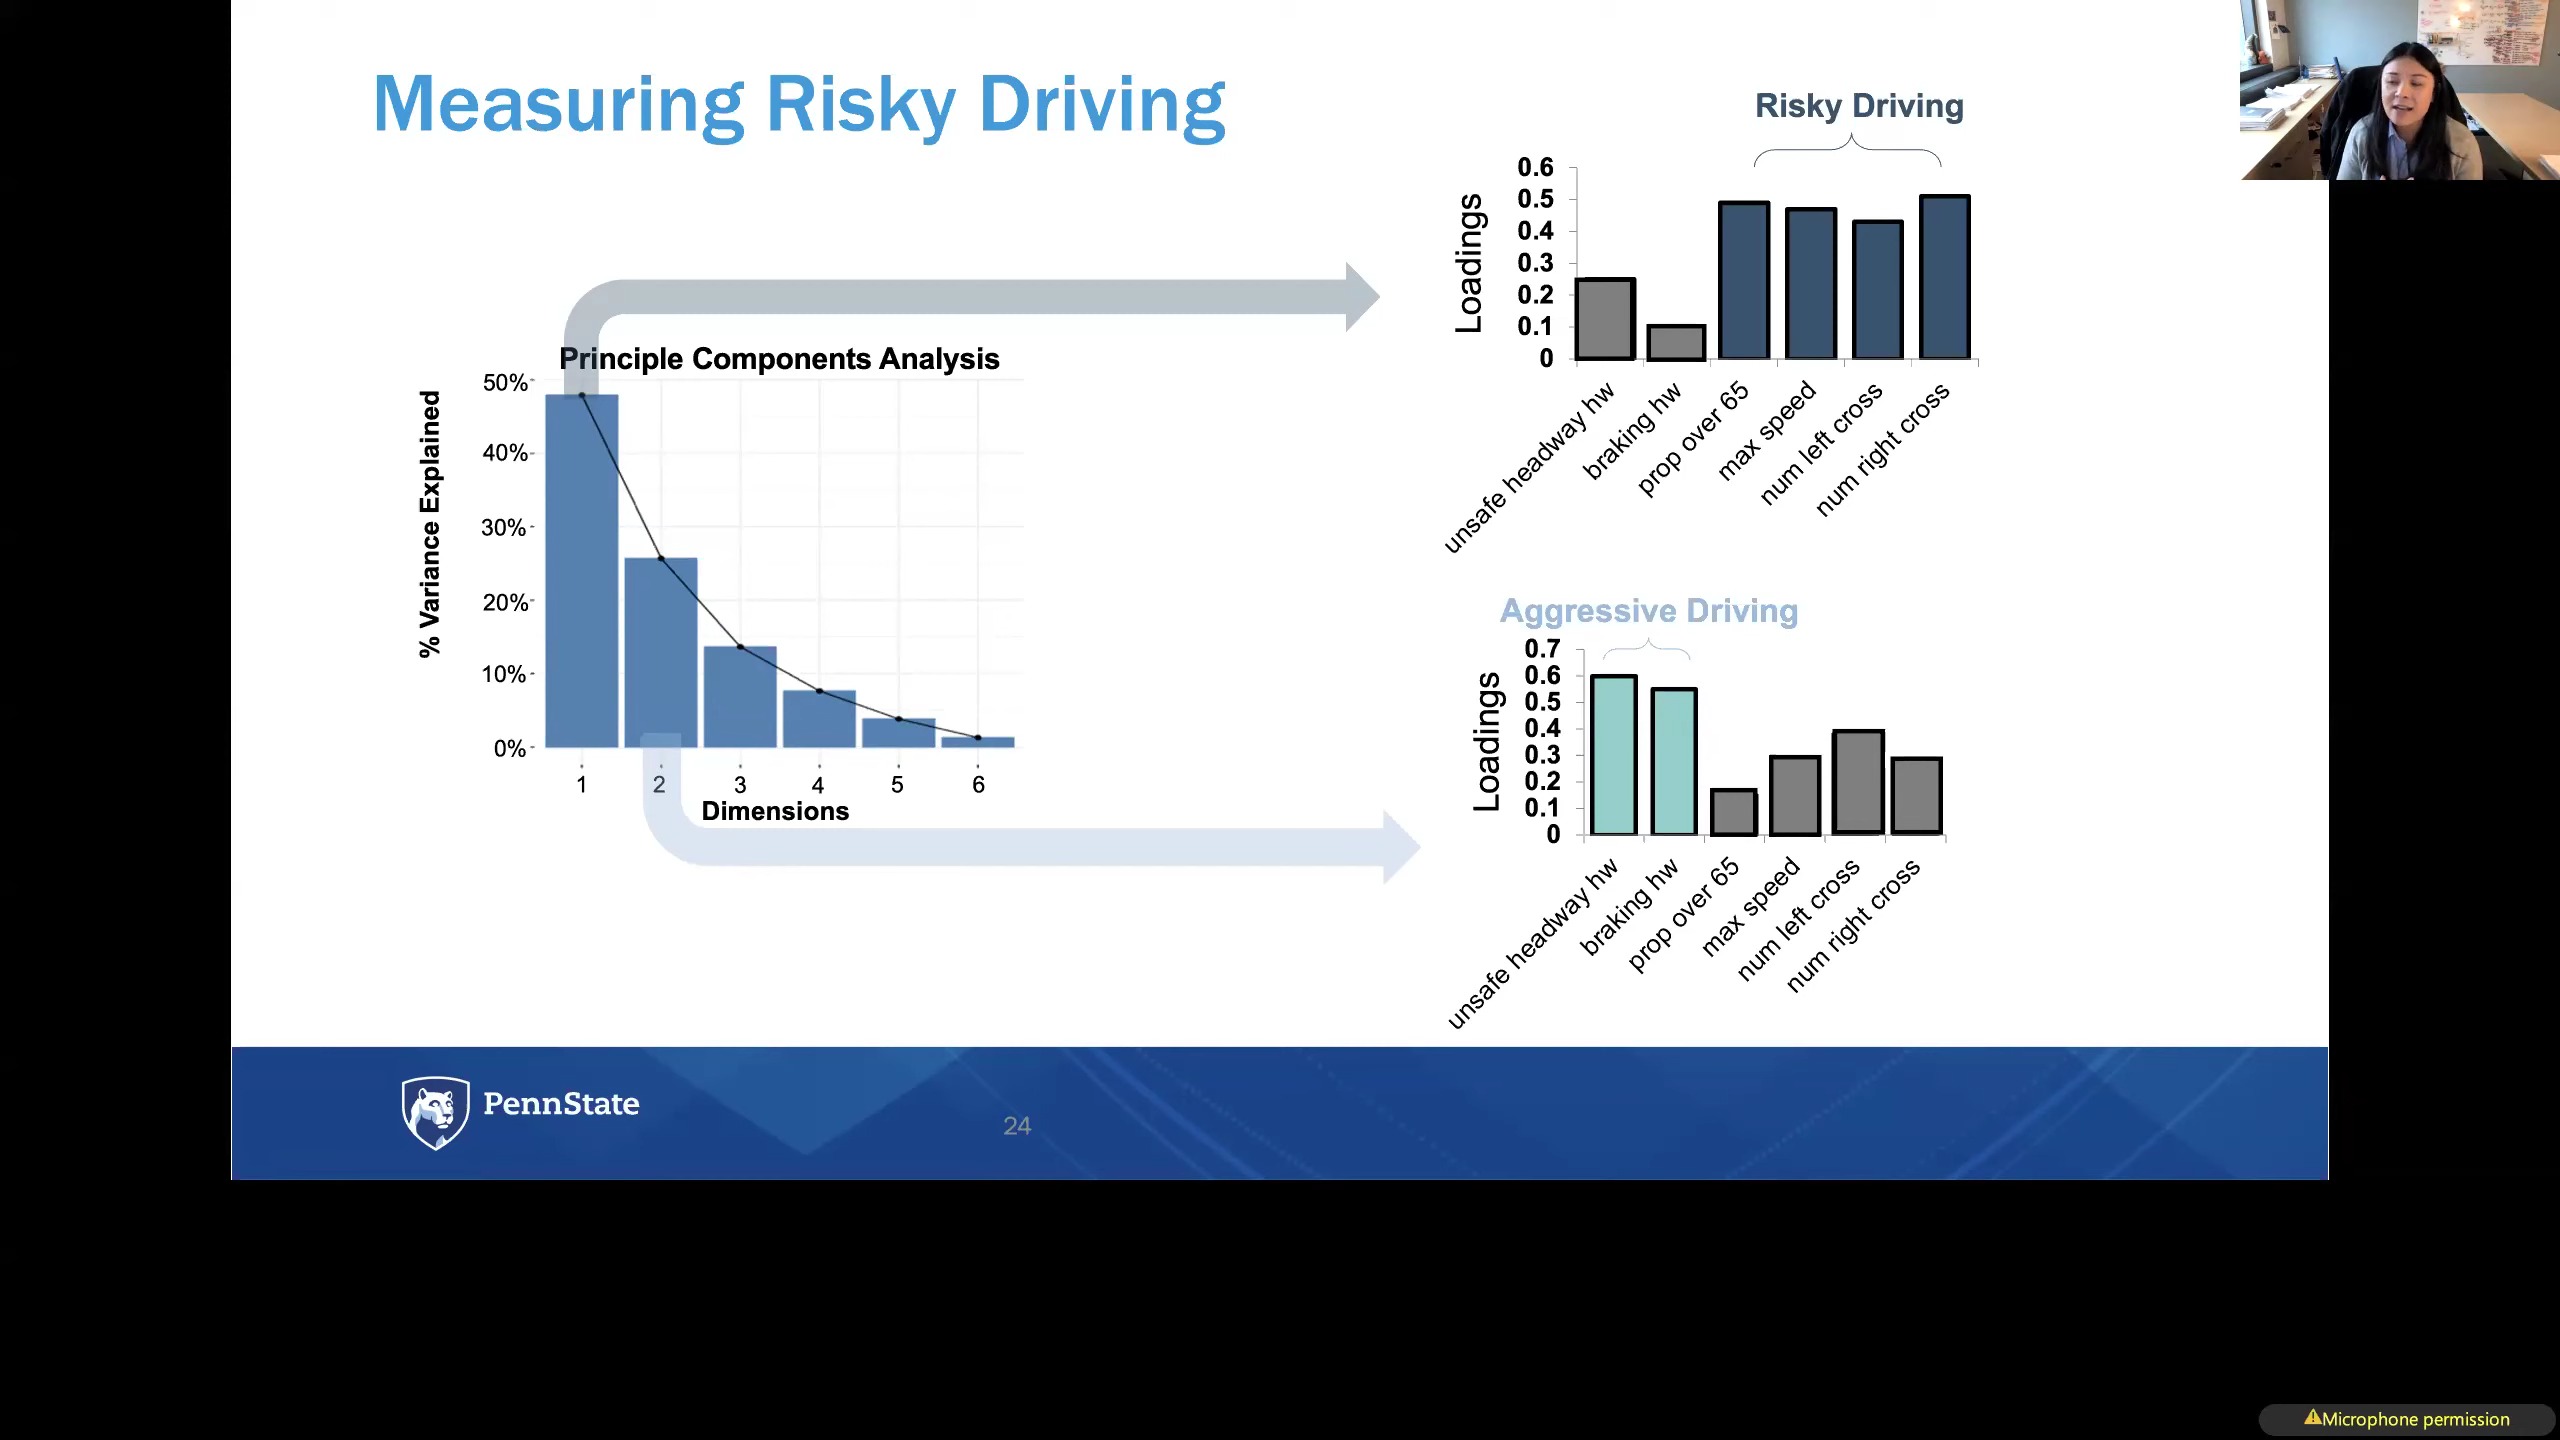 Measuring Risky Driving
Principle Components Analysis
% Variance Explained
50%
40%
30%
20%
10%
0%
1 2 3 4 5 6
Dimensions
Risky Driving
Loadings
0.6
0.5
0.4
0.3
0.2
0.1
0
unsafe headway hw
braking hw
prop over 65
max speed
num left cross
num right cross
Aggressive Driving
Loadings
0.7
0.6
0.5
0.4
0.3
0.2
0.1
0
unsafe headway hw
braking hw
prop over 65
max speed
num left cross
num right cross
PennState
24
Microphone permission